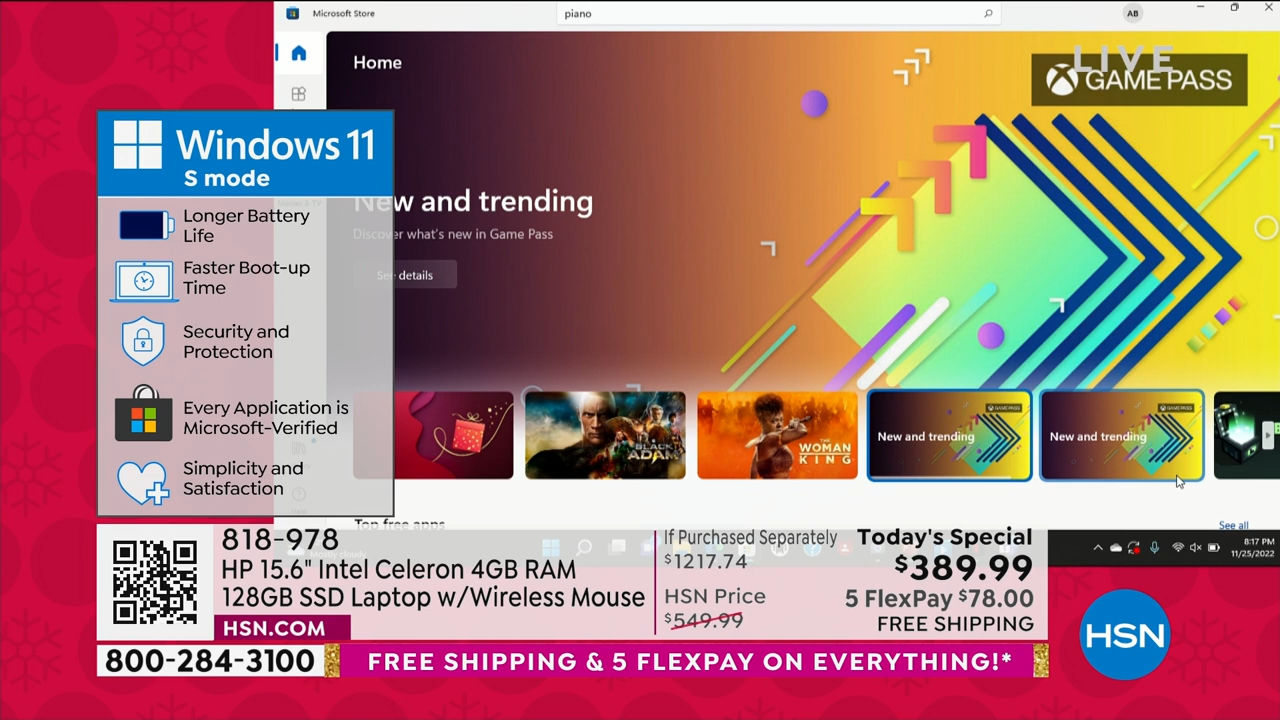 Microsoft Store
piano
AB
LIVE
Home
GAME PASS
Windows 11
S mode
New and trending
Discover what's new in Game Pass
See details
Longer Battery
Life
Faster Boot-up
Time
Security and
Protection
Every Application is
Microsoft-Verified
Simplicity and
Satisfaction
BLACK
ADAM
THE
WOMAN
KING
GAME PASS
New and trending
GAME PASS
New and trending
Top free apps
See all
8:17 PM
11/25/2022
818-978
HP 15.6" Intel Celeron 4GB RAM
128GB SSD Laptop w/Wireless Mouse
HSN.COM
If Purchased Separately
$1217.74
HSN Price
$549.99
Today's Special
$389.99
5 FlexPay $78.00
FREE SHIPPING
HSN
800-284-3100
FREE SHIPPING & 5 FLEXPAY ON EVERYTHING!*